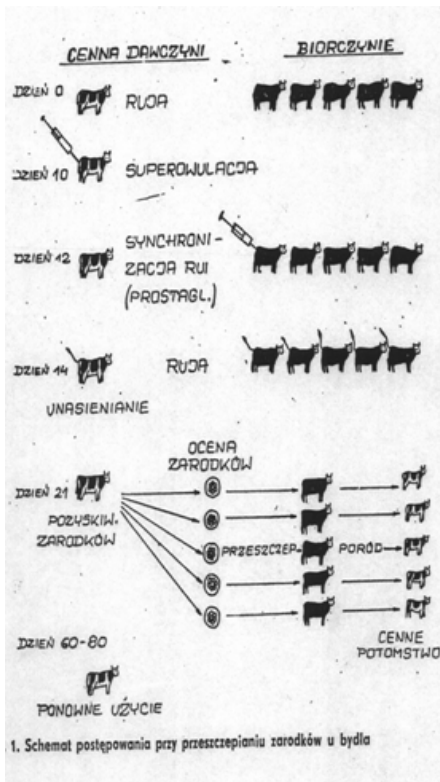 CENNA DAWCZYNI BIORCZYNIE
DZIEŃ 0 RUJA
DZIEŃ 10 SUPEROWULACJA
DZIEŃ 12 SYNCHRONI-
ZACJA RUI
(PROSTAGL.)
DZIEŃ 14 RUJA
UNASIENIANIE
OCENA
ZARODKÓW
DZIEŃ 21
POZYSKIW.
ZARODKÓW
PRZESZCZEP. PORÓD
CENNE
POTOMSTWO
DZIEŃ 60-80
PONOWNE UŻYCIE
1. Schemat postępowania przy przeszczepianiu zarodków u bydła